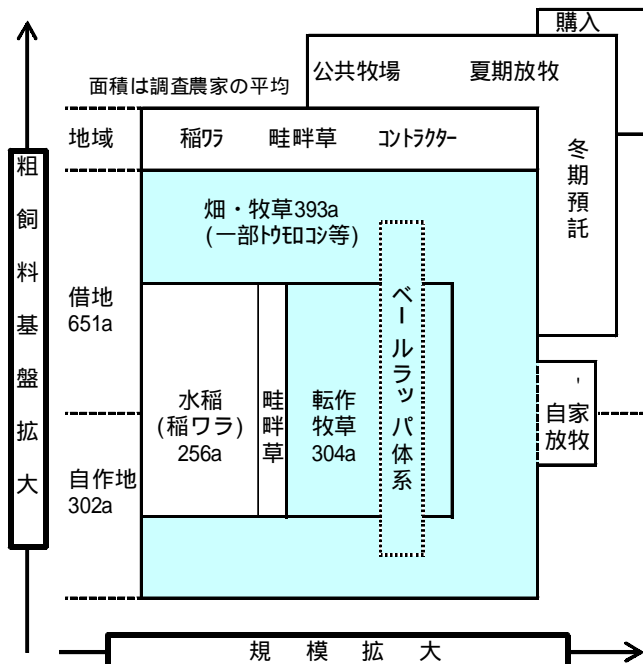 購入
公共牧場 夏期放牧
面積は調査農家の平均
地域 稲ワラ 畦畔草 コントラクター
冬期預託
粗飼料基盤拡大
畑・牧草393a
(一部トウモロコシ等)
借地
651a
ベールラッパ体系
水稲
(稲ワラ)
256a
畦畔草
転作
牧草
304a
'
自家
放牧
自作地
302a
規模拡大